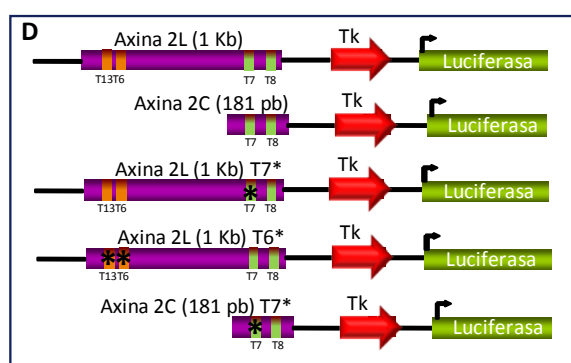 D
Axina 2L (1 Kb) Tk
Luciferasa
T13T6 T7 T8
Axina 2C (181 pb) Tk
Luciferasa
T7 T8
Axina 2L (1 Kb) T7* Tk
* Luciferasa
T13T6 T7 T8
Axina 2L (1 Kb) T6* Tk
** Luciferasa
T13T6 T7 T8
Axina 2C (181 pb) T7* Tk
* Luciferasa
T7 T8